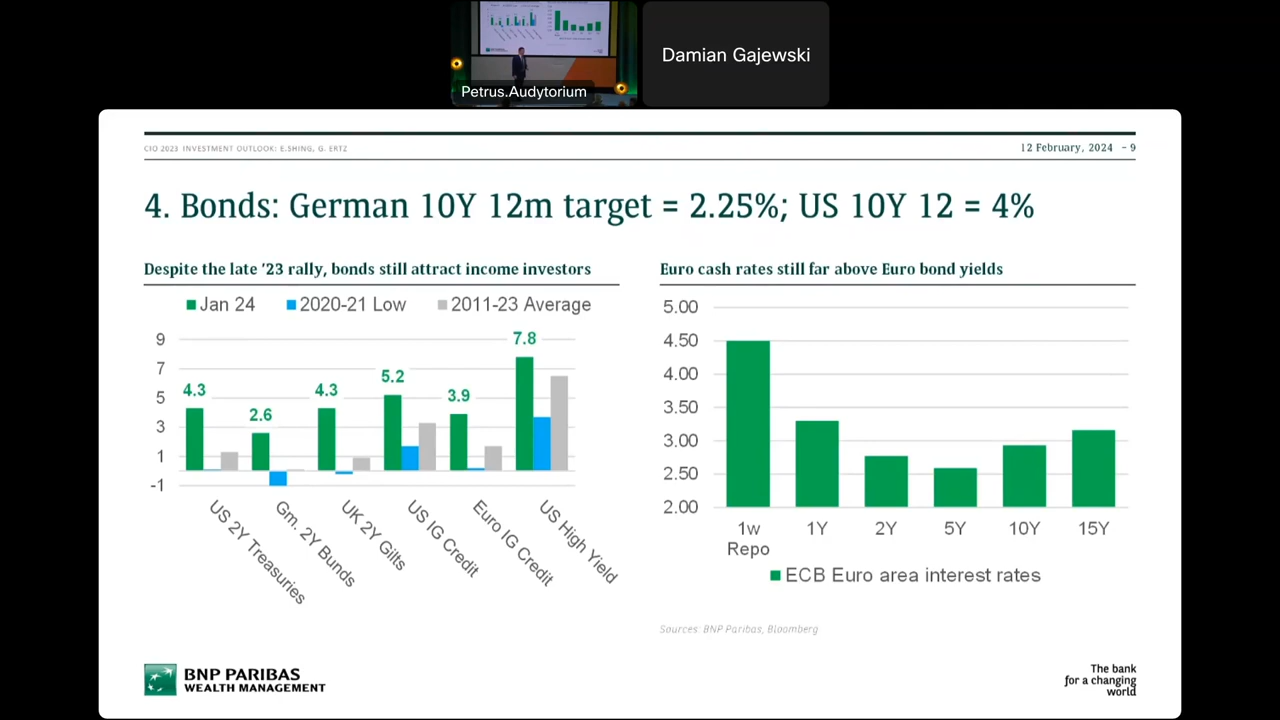 Petrus.Audytorium
Damian Gajewski
CIO 2023 INVESTMENT OUTLOOK: E.SHING, G. ERTZ
12 February, 2024 - 9
4. Bonds: German 10Y 12m target = 2.25%; US 10Y 12 = 4%
Despite the late '23 rally, bonds still attract income investors
Jan 24
2020-21 Low
2011-23 Average
9
7
5
3
1
-1
4.3
2.6
4.3
5.2
3.9
7.8
US 2Y Treasuries
Gm. 2Y Bunds
UK 2Y Gilts
US IG Credit
Euro IG Credit
US High Yield
Euro cash rates still far above Euro bond yields
5.00
4.50
4.00
3.50
3.00
2.50
2.00
1w
Repo
1Y
2Y
5Y
10Y
15Y
ECB Euro area interest rates
Sources: BNP Paribas, Bloomberg
BNP PARIBAS
WEALTH MANAGEMENT
The bank
for a changing
world